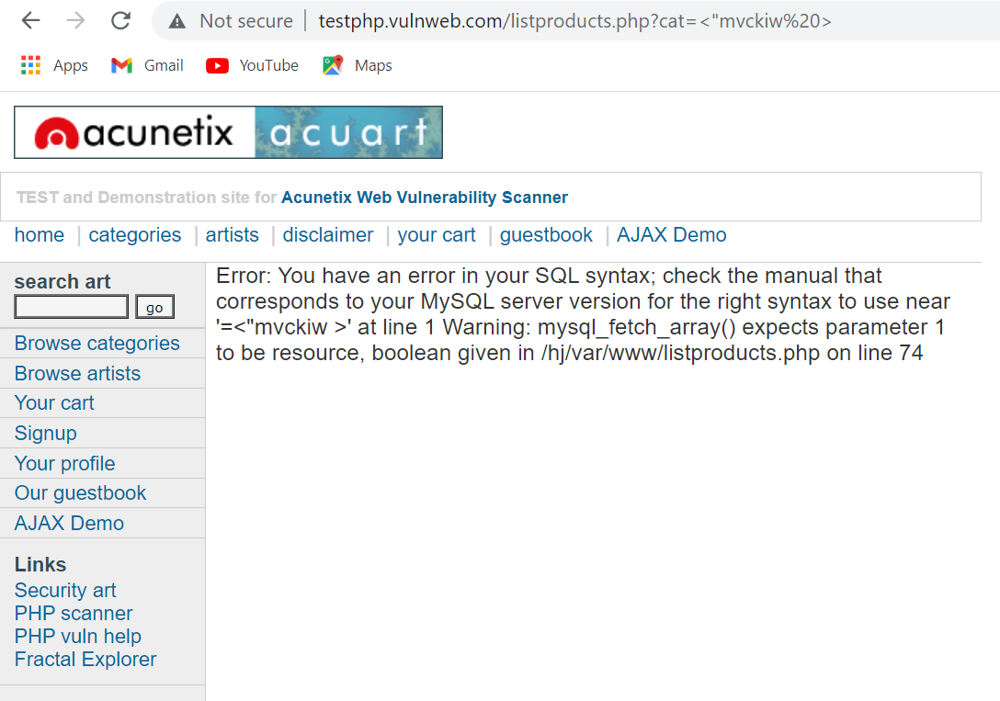 Not secure | testphp.vulnweb.com/listproducts.php?cat=<"mvckiw%20>
Apps Gmail YouTube Maps
acunetix acuart
TEST and Demonstration site for Acunetix Web Vulnerability Scanner
home | categories | artists | disclaimer | your cart | guestbook | AJAX Demo
search art
go
Browse categories
Browse artists
Your cart
Signup
Your profile
Our guestbook
AJAX Demo
Links
Security art
PHP scanner
PHP vuln help
Fractal Explorer
Error: You have an error in your SQL syntax; check the manual that
corresponds to your MySQL server version for the right syntax to use near
'=<"mvckiw >' at line 1 Warning: mysql_fetch_array() expects parameter 1
to be resource, boolean given in /hj/var/www/listproducts.php on line 74